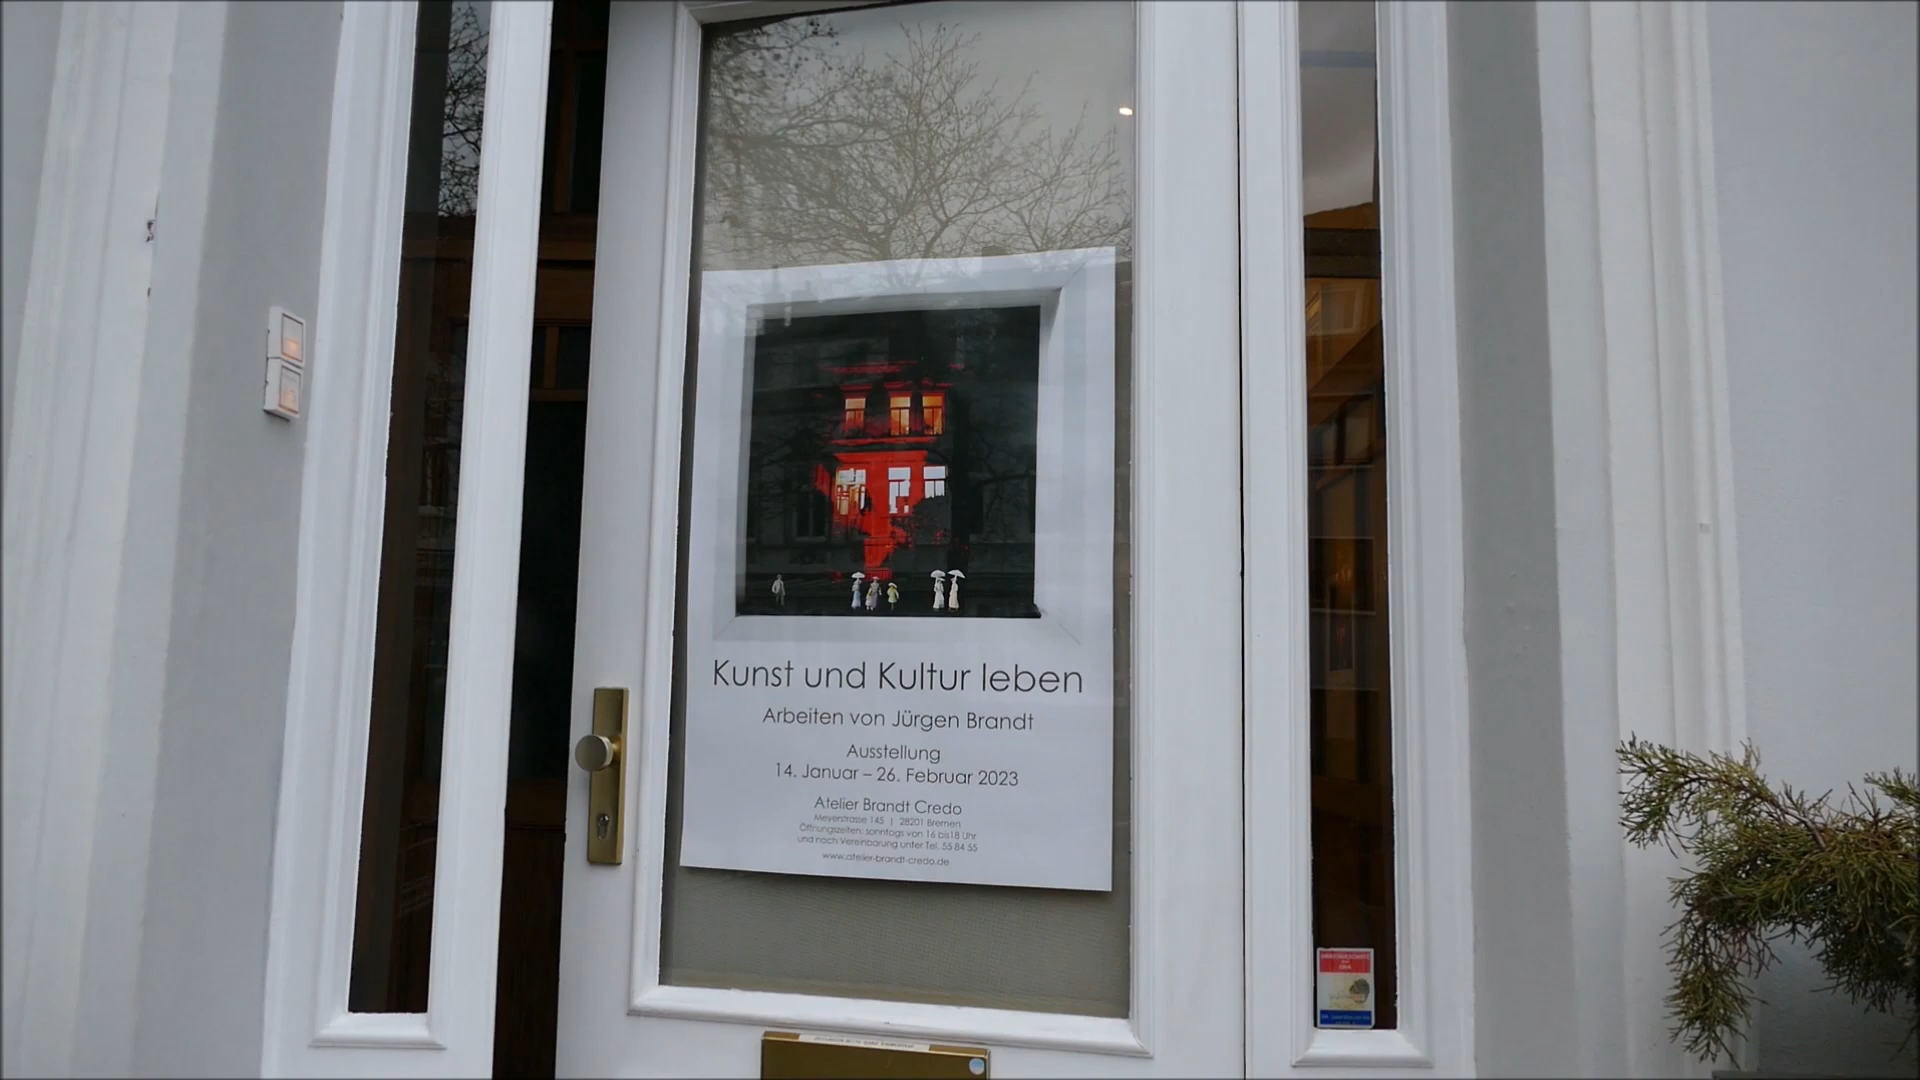 Kunst und Kultur leben
Arbeiten von Jürgen Brandt
Ausstellung
14. Januar – 26. Februar 2023
Atelier Brandt Credo
Meyerstrasse 145 | 28201 Bremen
Öffnungszeiten: sonntags von 16 bis18 Uhr
und nach Vereinbarung unter Tel. 55 84 55
www.atelier-brandt-credo.de